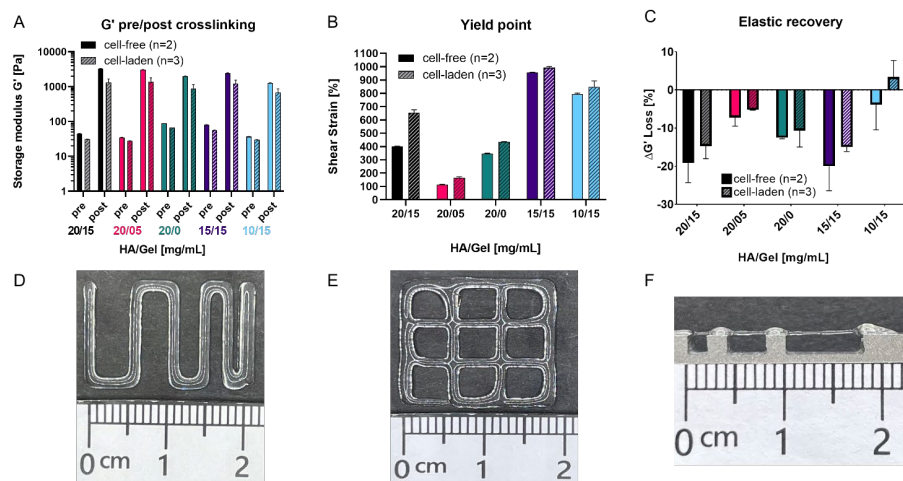 A
G' pre/post crosslinking
cell-free (n=2)
cell-laden (n=3)
Storage modulus G' [Pa]
10000
1000
100
10
1
pre post pre post pre post pre post pre post
20/15 20/05 20/0 15/15 10/15
HA/Gel [mg/mL]
B
Yield point
cell-free (n=2)
cell-laden (n=3)
Shear Strain [%]
1100
1000
900
800
700
600
500
400
300
200
100
0
20/15 20/05 20/0 15/15 10/15
HA/Gel [mg/mL]
C
Elastic recovery
ΔG' Loss [%]
10
0
-10
-20
-30
cell-free (n=2)
cell-laden (n=3)
20/15 20/05 20/0 15/15 10/15
HA/Gel [mg/mL]
D
0 cm 1 2
E
0 cm 1 2
F
0 cm 1 2